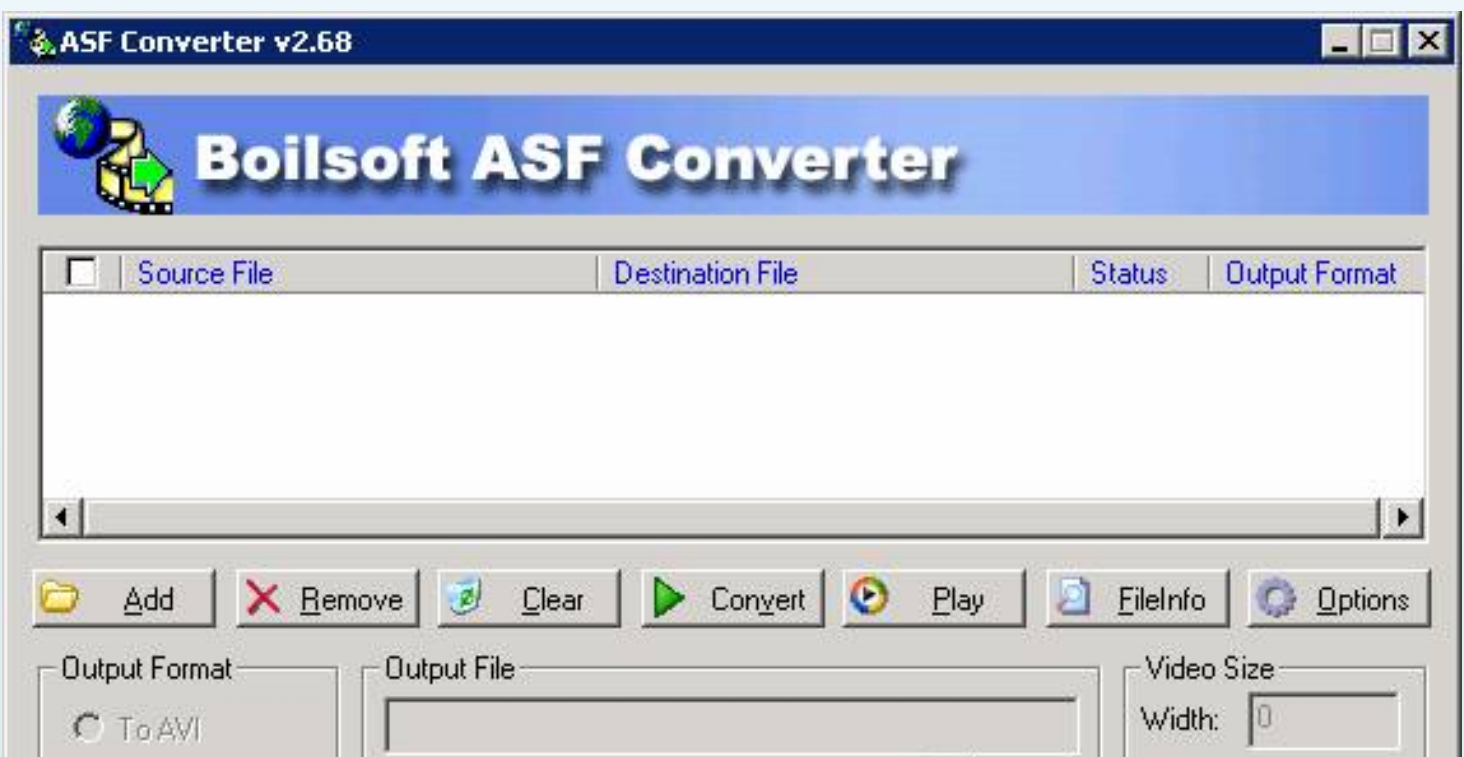 ASF Converter v2.68
Boilsoft ASF Converter
Source File Destination File Status Output Format
Add Remove Clear Convert Play FileInfo Options
Output Format Output File Video Size
To AVI Width: 0